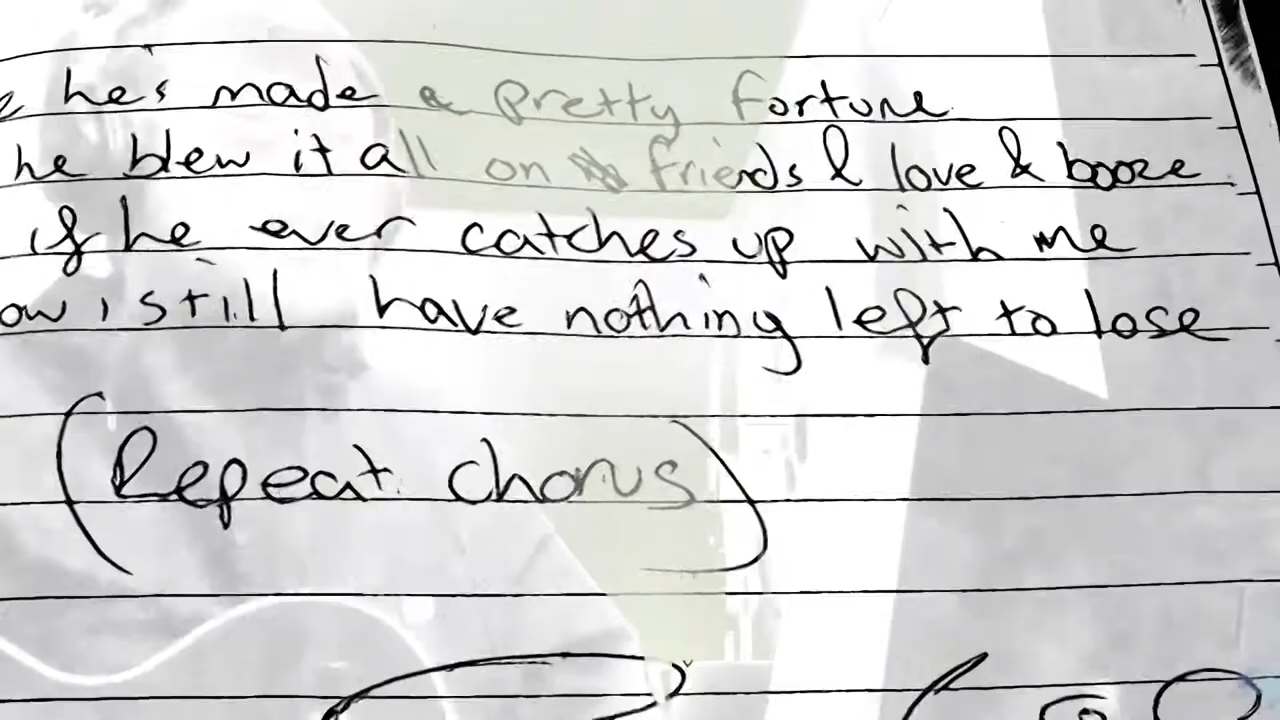 he's made a pretty fortune
he blew it all on friends & love & booze
if he ever catches up with me
ow i still have nothing left to lose
(Repeat chorus)